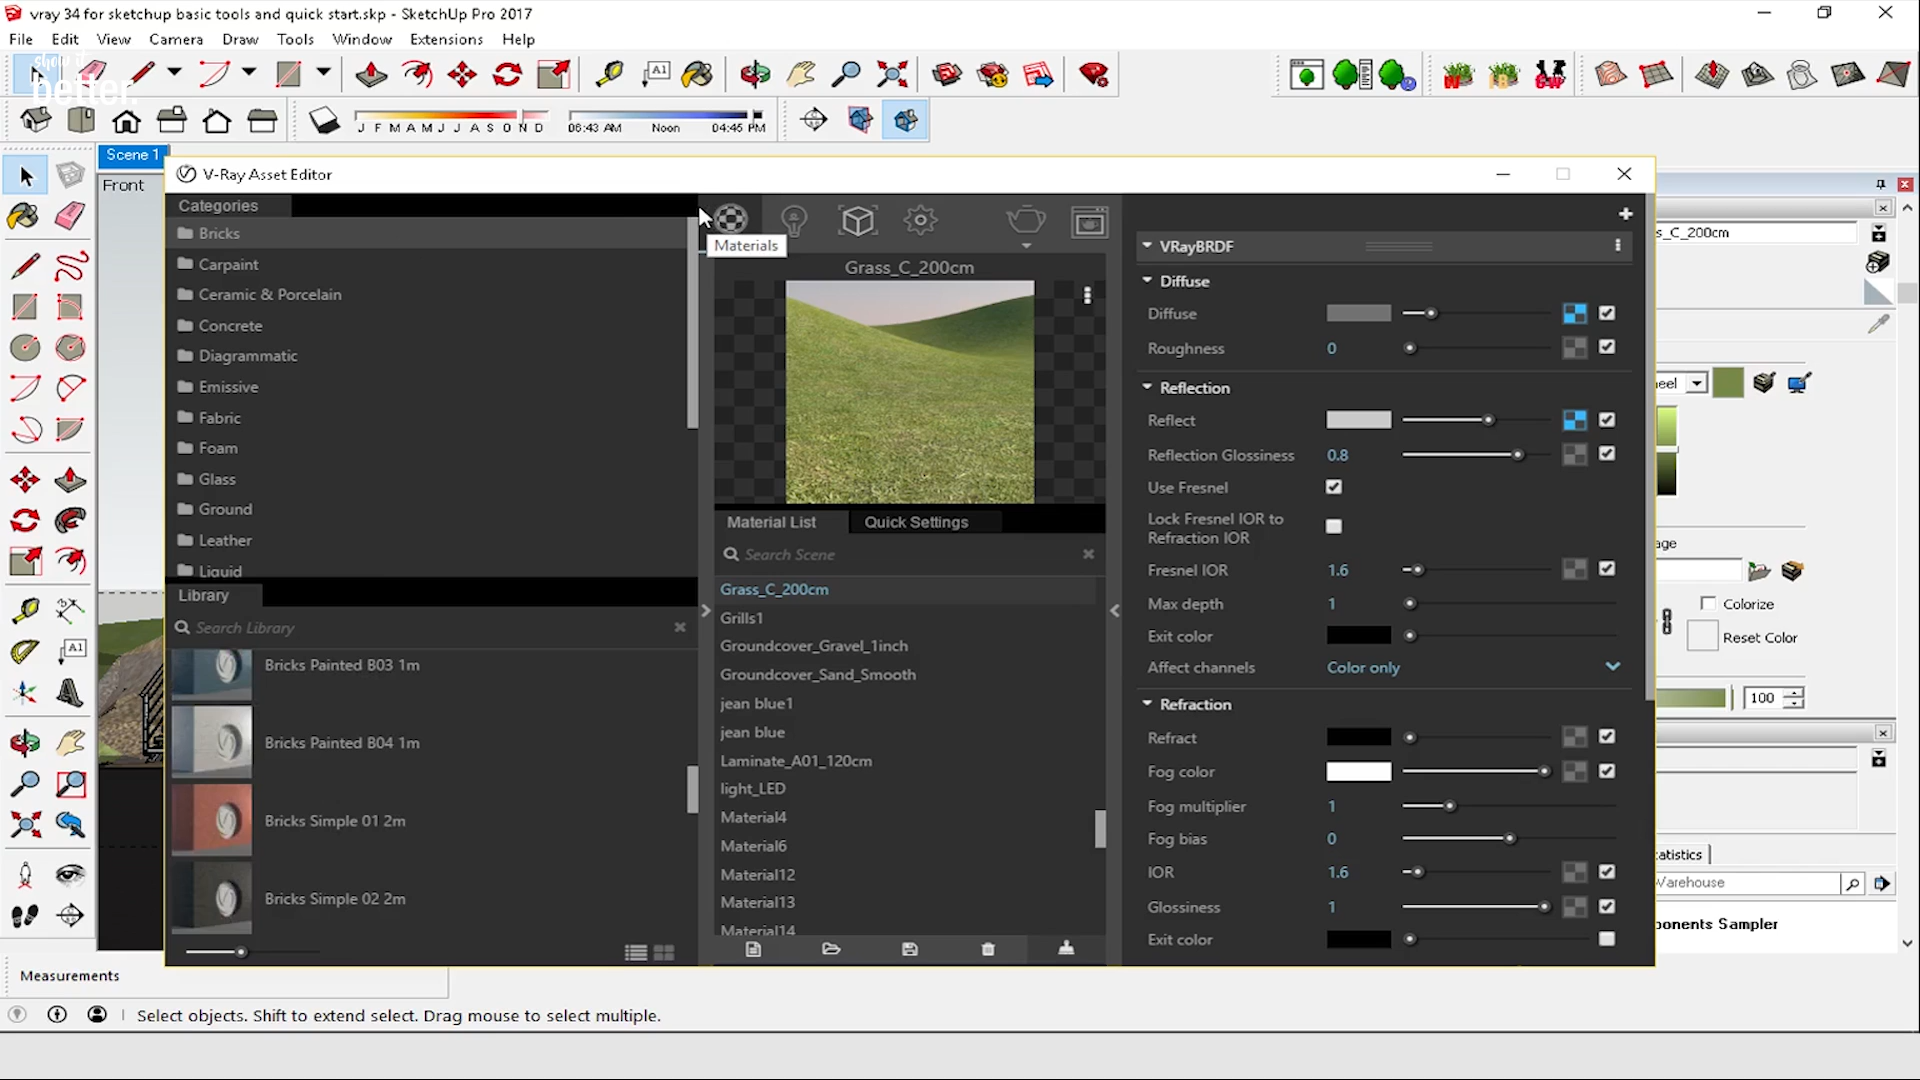 vray 34 for sketchup basic tools and quick start.skp - SketchUp Pro 2017
File Edit View Camera Draw Tools Window Extensions Help
show it
better.
J F M A M J J A S O N D
06:43 AM Noon 04:45 PM
Scene 1
Front
V-Ray Asset Editor
Categories
Bricks
Carpaint
Ceramic & Porcelain
Concrete
Diagrammatic
Emissive
Fabric
Foam
Glass
Ground
Leather
Liquid
Library
Search Library
Bricks Painted B03 1m
Bricks Painted B04 1m
Bricks Simple 01 2m
Bricks Simple 02 2m
Materials
Grass_C_200cm
Material List Quick Settings
Search Scene
Grass_C_200cm
Grills1
Groundcover_Gravel_1inch
Groundcover_Sand_Smooth
jean blue1
jean blue
Laminate_A01_120cm
light_LED
Material4
Material6
Material12
Material13
Material14
VRayBRDF
Diffuse
Diffuse
Roughness 0
Reflection
Reflect
Reflection Glossiness 0.8
Use Fresnel
Lock Fresnel IOR to
Refraction IOR
Fresnel IOR 1.6
Max depth 1
Exit color
Affect channels Color only
Refraction
Refract
Fog color
Fog multiplier 1
Fog bias 0
IOR 1.6
Glossiness 1
Exit color
s_C_200cm
eel
age
Colorize
Reset Color
100
atistics
Warehouse
ponents Sampler
Measurements
Select objects. Shift to extend select. Drag mouse to select multiple.